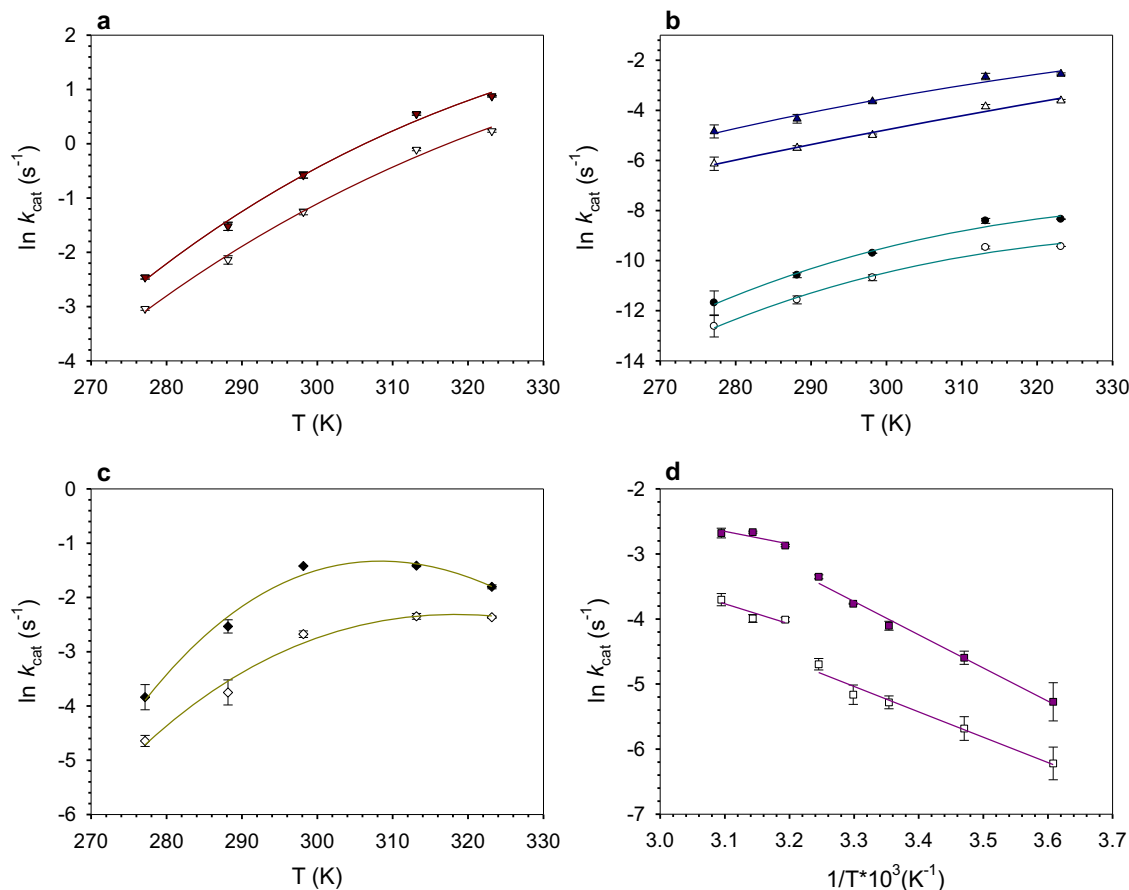 a
2
1
0
-1
-2
-3
-4
ln kcat (s⁻¹)
270 280 290 300 310 320 330
T (K)
b
-2
-4
-6
-8
-10
-12
-14
ln kcat (s⁻¹)
270 280 290 300 310 320 330
T (K)
c
0
-1
-2
-3
-4
-5
-6
ln kcat (s⁻¹)
270 280 290 300 310 320 330
T (K)
d
-2
-3
-4
-5
-6
-7
ln kcat (s⁻¹)
3.0 3.1 3.2 3.3 3.4 3.5 3.6 3.7
1/T*10³(K⁻¹)